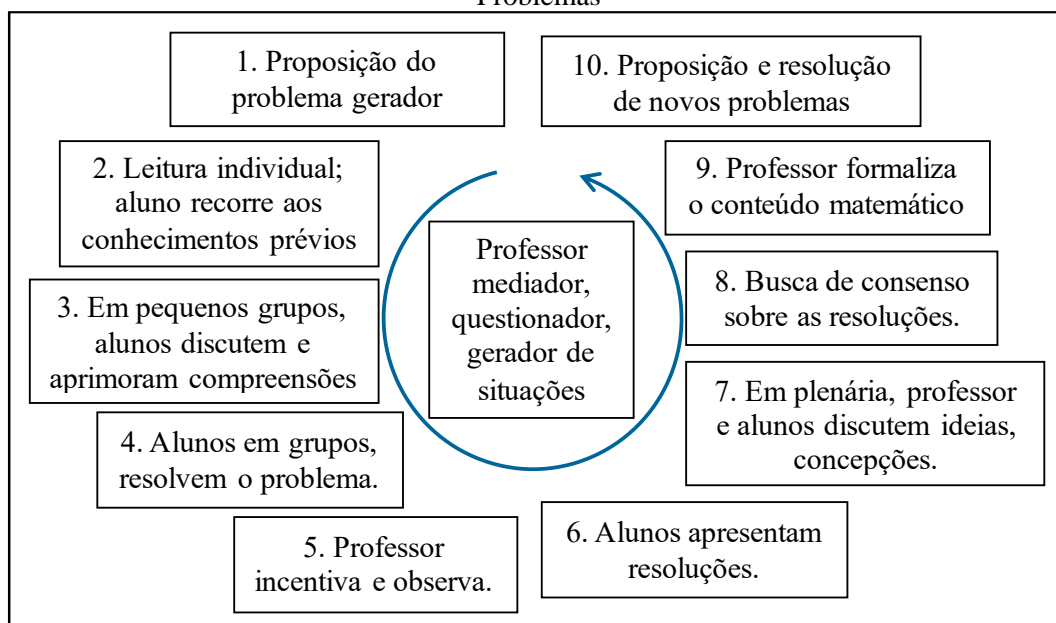 Problemas
1. Proposição do
problema gerador
2. Leitura individual;
aluno recorre aos
conhecimentos prévios
3. Em pequenos grupos,
alunos discutem e
aprimoram compreensões
4. Alunos em grupos,
resolvem o problema.
5. Professor
incentiva e observa.
6. Alunos apresentam
resoluções.
7. Em plenária, professor
e alunos discutem ideias,
concepções.
8. Busca de consenso
sobre as resoluções.
9. Professor formaliza
o conteúdo matemático
10. Proposição e resolução
de novos problemas
Professor
mediador,
questionador,
gerador de
situações